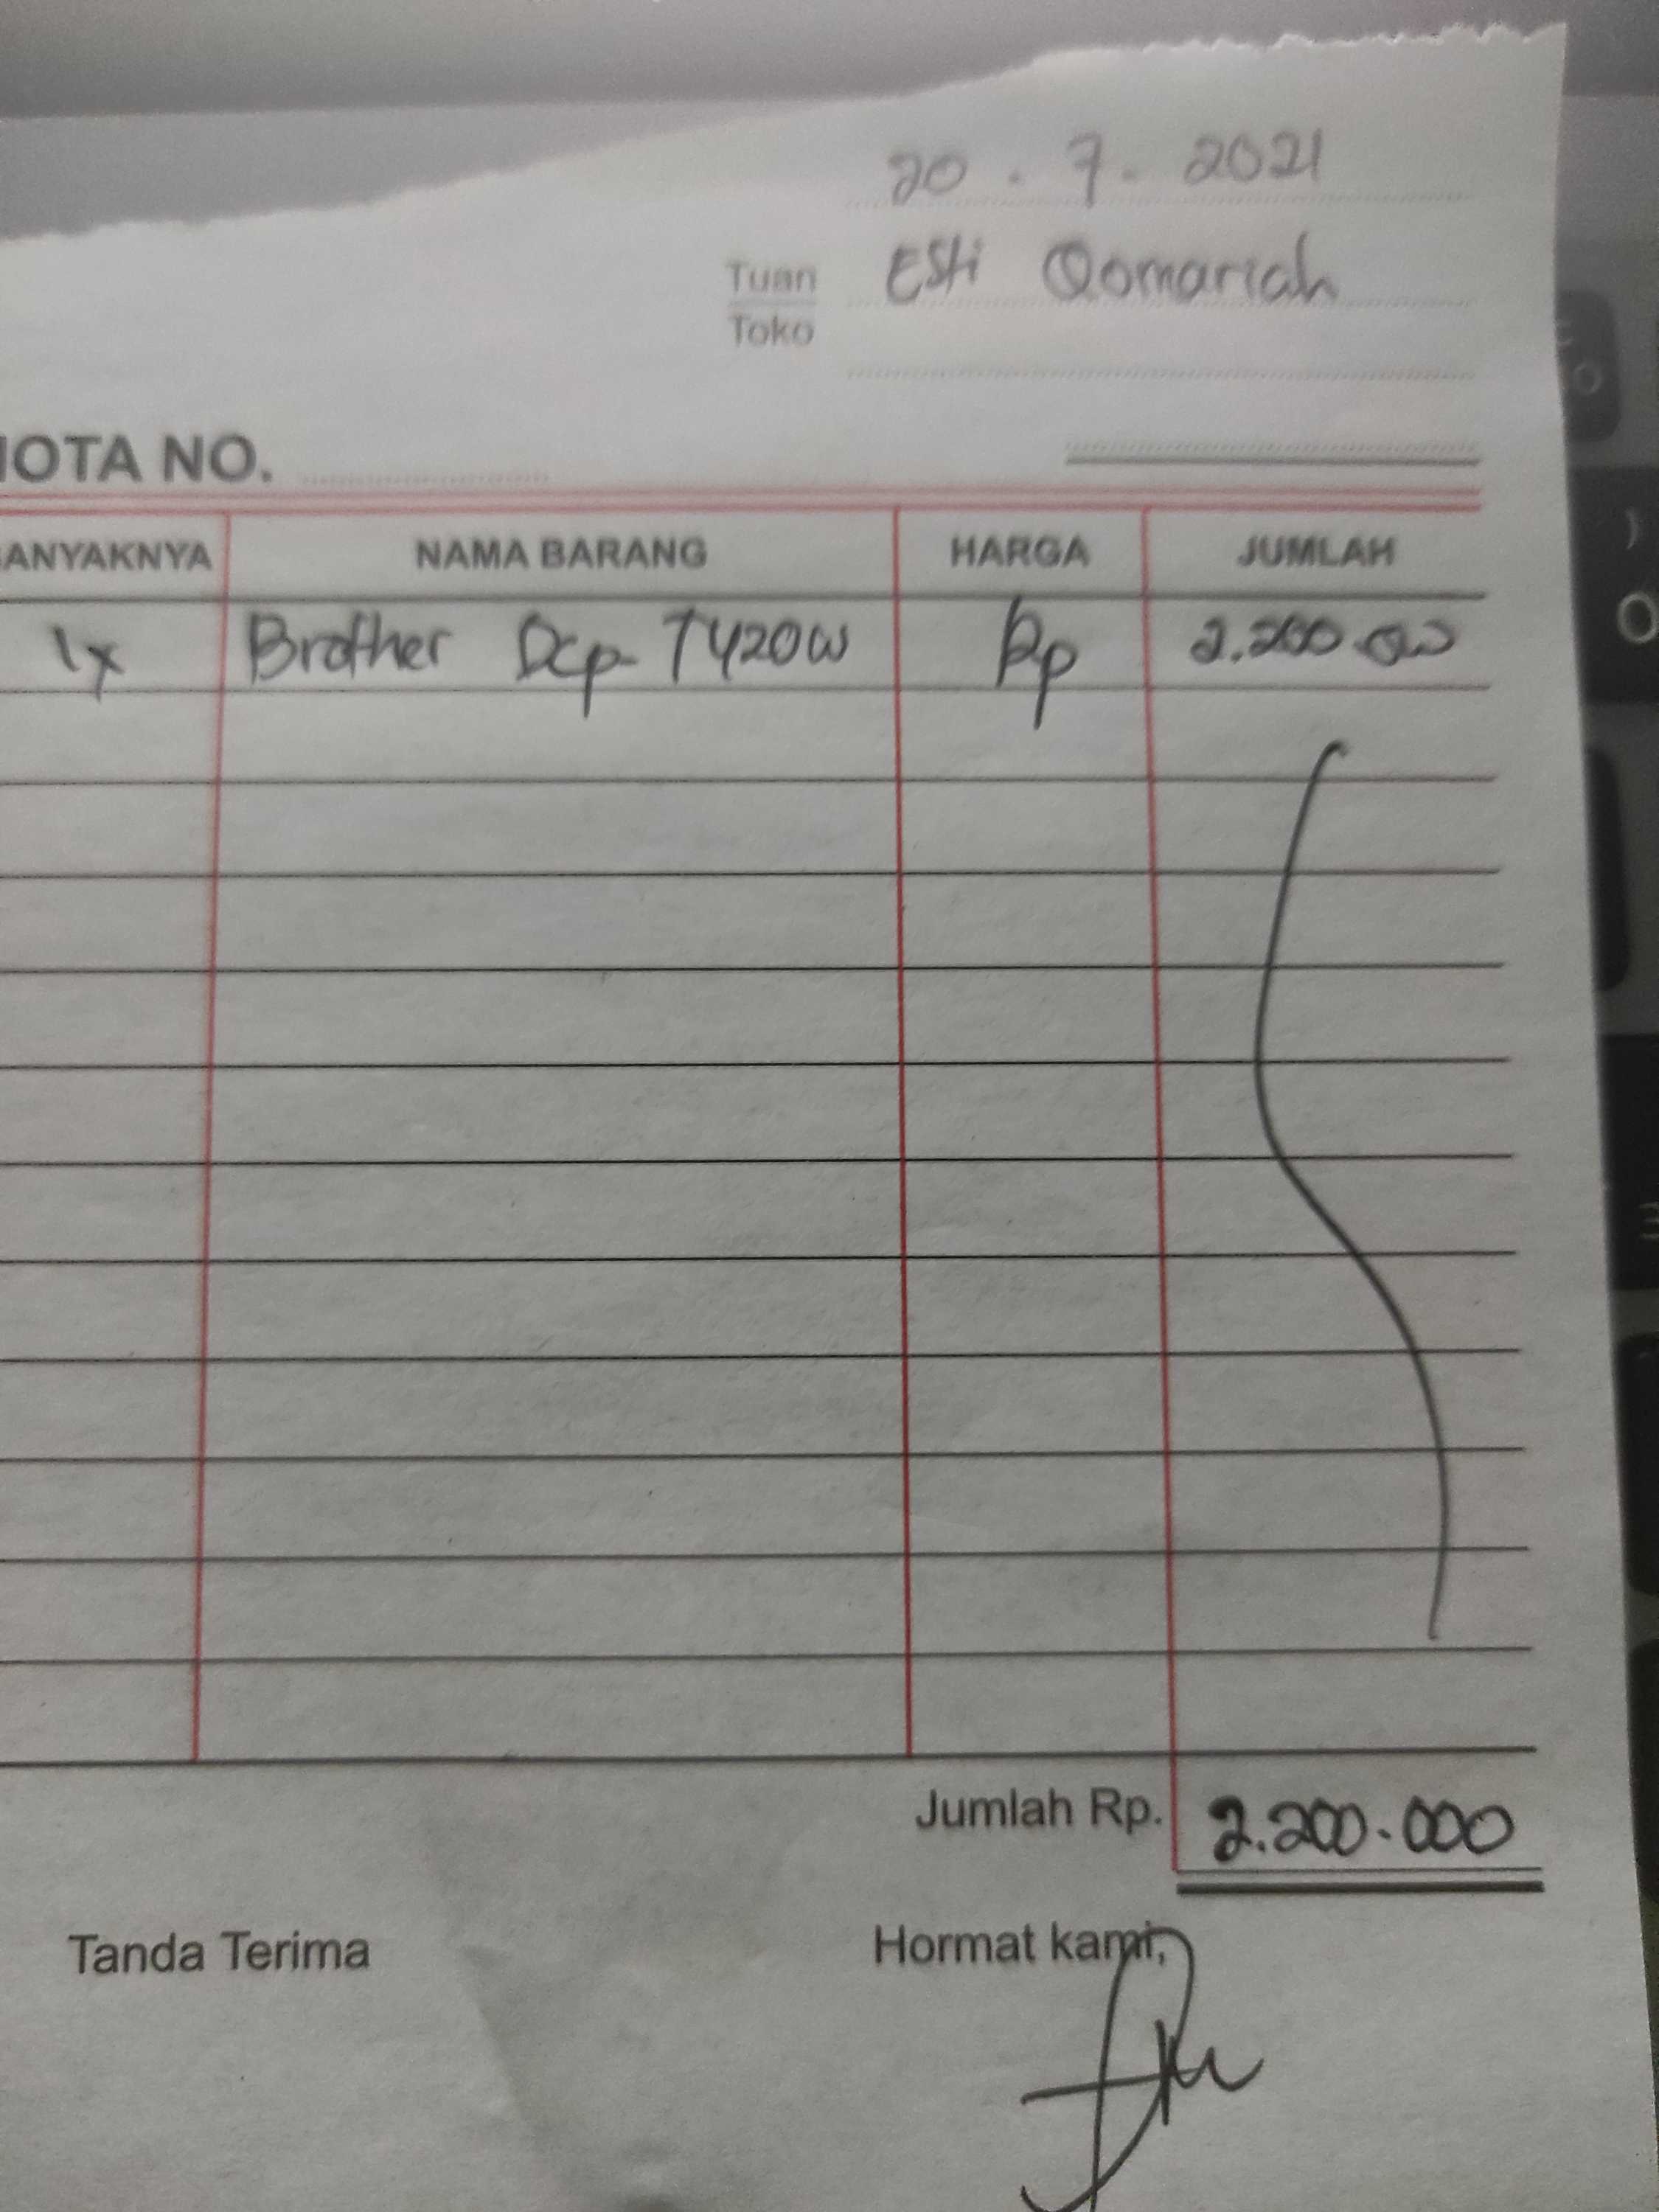 20 . 7 . 2021
Tuan Esti Qomariah
Toko
NOTA NO.
ANYAKNYA NAMA BARANG HARGA JUMLAH
1x Brother Dcp- T420W Rp 2.200.000
Jumlah Rp. 2.200.000
Tanda Terima Hormat kami,